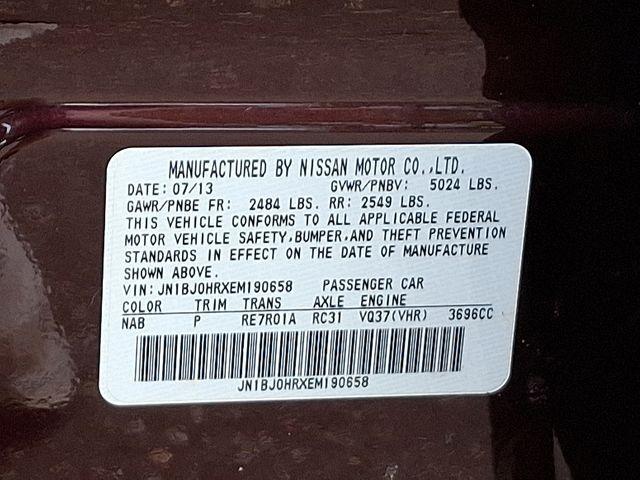 MANUFACTURED BY NISSAN MOTOR CO.,LTD.
DATE: 07/13 GVWR/PNBV: 5024 LBS.
GAWR/PNBE FR: 2484 LBS. RR: 2549 LBS.
THIS VEHICLE CONFORMS TO ALL APPLICABLE FEDERAL
MOTOR VEHICLE SAFETY,BUMPER,AND THEFT PREVENTION
STANDARDS IN EFFECT ON THE DATE OF MANUFACTURE
SHOWN ABOVE.
VIN: JN1BJ0HRXEM190658 PASSENGER CAR
COLOR TRIM TRANS AXLE ENGINE
NAB P RE7R01A RC31 VQ37(VHR) 3696CC
JN1BJ0HRXEM190658